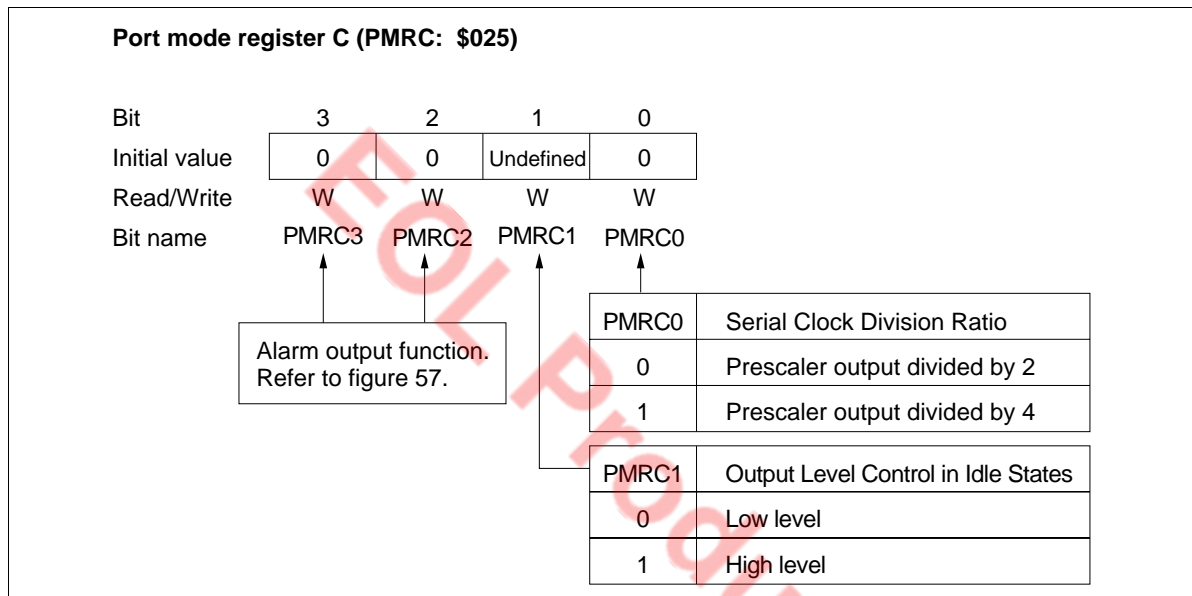 Port mode register C (PMRC: $025)
Bit 3 2 1 0
Initial value 0 0 Undefined 0
Read/Write W W W W
Bit name PMRC3 PMRC2 PMRC1 PMRC0
Alarm output function.
Refer to figure 57.
PMRC0 Serial Clock Division Ratio
0 Prescaler output divided by 2
1 Prescaler output divided by 4
PMRC1 Output Level Control in Idle States
0 Low level
1 High level
EOL Produ